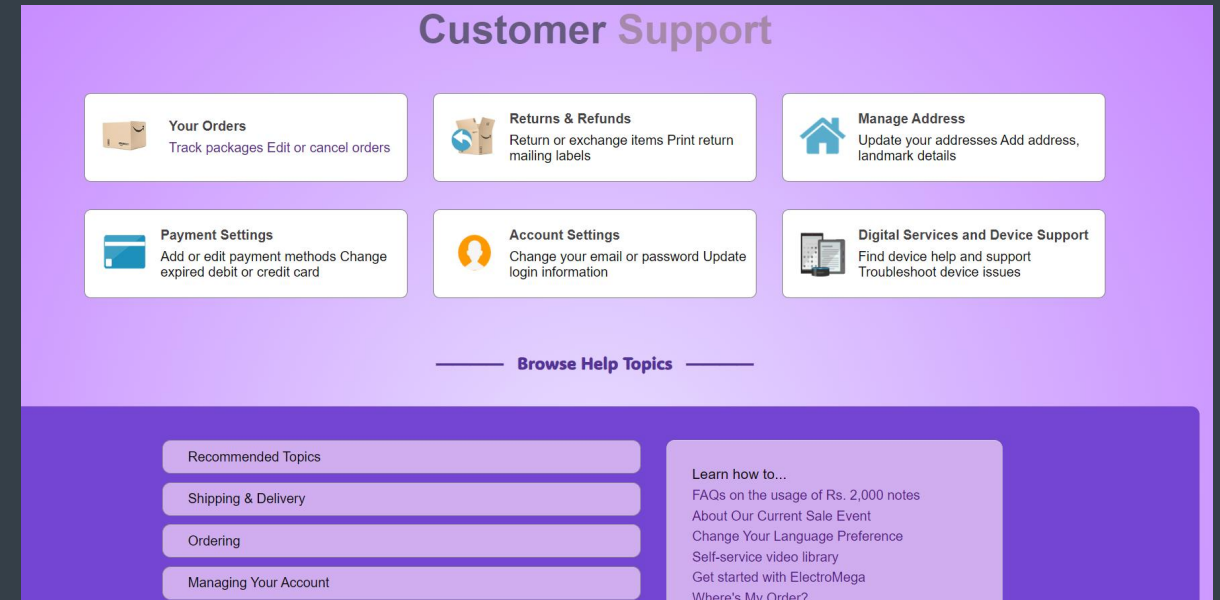 Customer Support
Your Orders
Track packages Edit or cancel orders
Returns & Refunds
Return or exchange items Print return
mailing labels
Manage Address
Update your addresses Add address,
landmark details
Payment Settings
Add or edit payment methods Change
expired debit or credit card
Account Settings
Change your email or password Update
login information
Digital Services and Device Support
Find device help and support
Troubleshoot device issues
Browse Help Topics
Recommended Topics
Shipping & Delivery
Ordering
Managing Your Account
Learn how to...
FAQs on the usage of Rs. 2,000 notes
About Our Current Sale Event
Change Your Language Preference
Self-service video library
Get started with ElectroMega
Where's My Order?